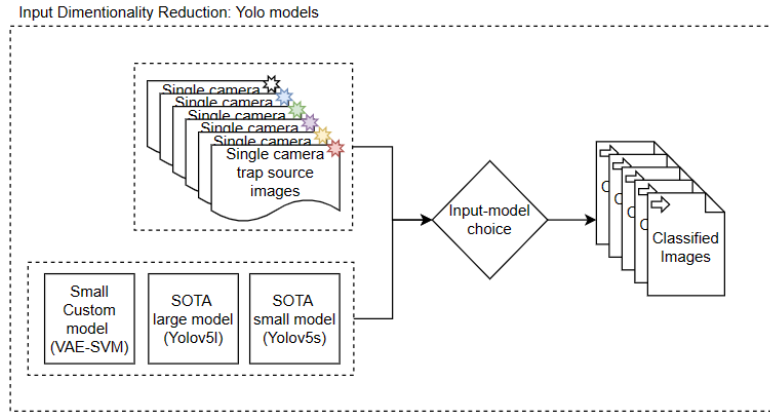 Input Dimentionality Reduction: Yolo models
Single camera
Single camera
Single camera
Single camera
Single camera
Single camera
trap source
images
Input-model
choice
C
C
C
C
Classified
Images
Small
Custom
model
(VAE-SVM)
SOTA
large model
(Yolov5l)
SOTA
small model
(Yolov5s)